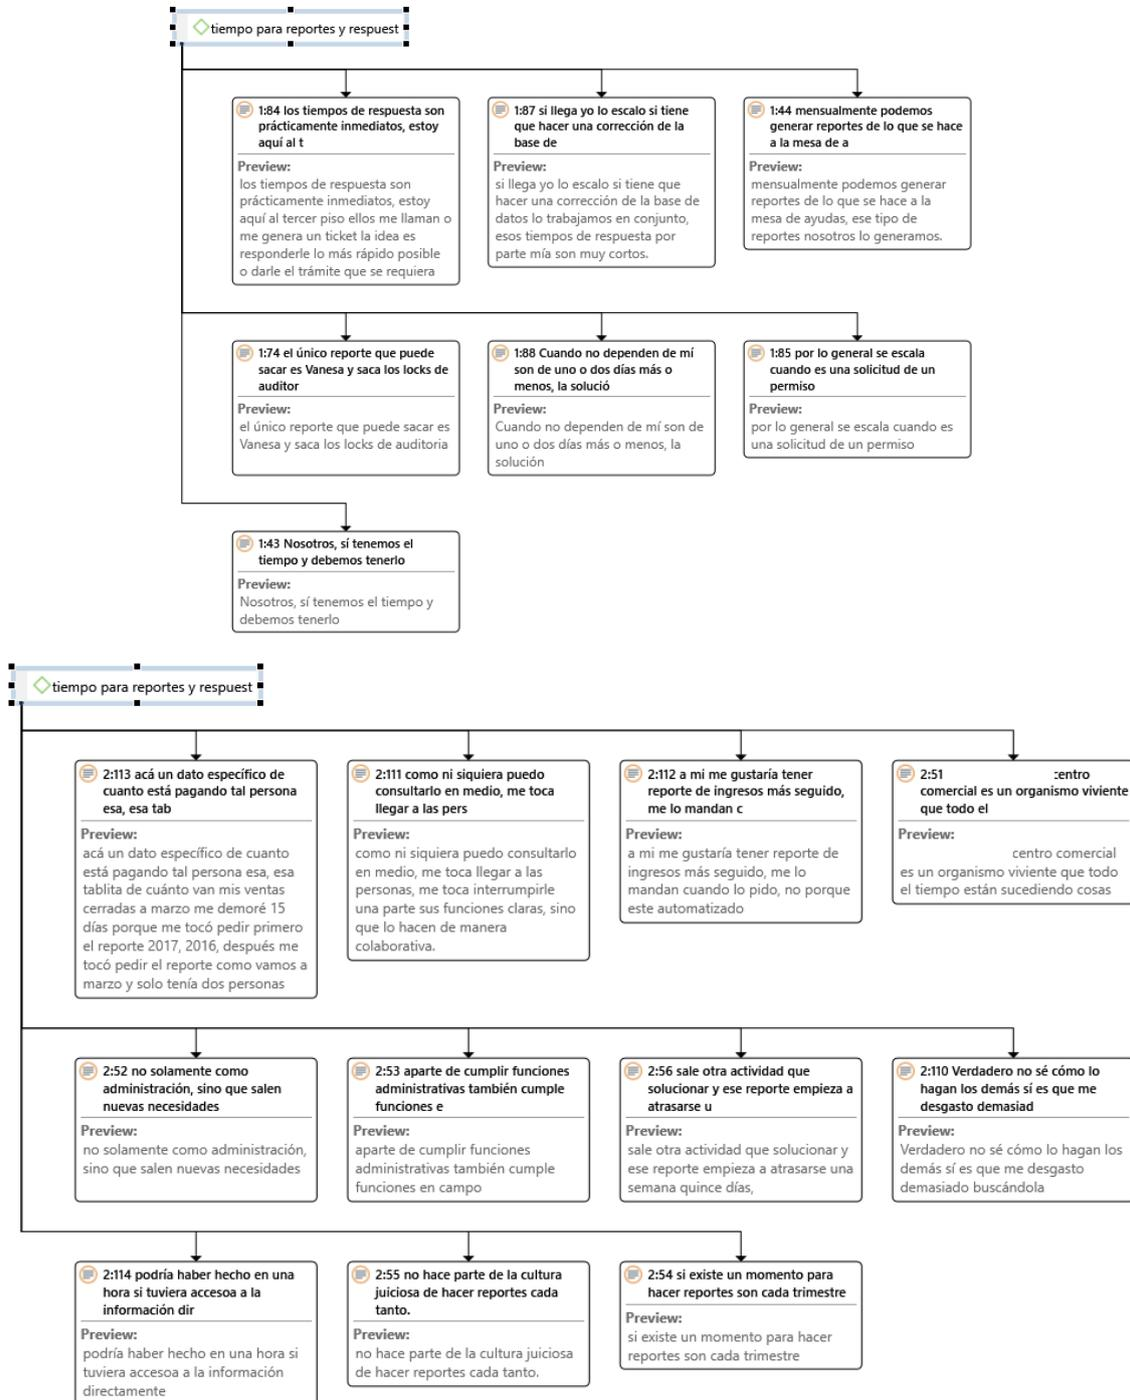 tiempo para reportes y respuest
1:84 los tiempos de respuesta son
prácticamente inmediatos, estoy
aquí al t
Preview:
los tiempos de respuesta son
prácticamente inmediatos, estoy
aquí al tercer piso ellos me llaman o
me genera un ticket la idea es
responderle lo más rápido posible
o darle el trámite que se requiera
1:87 si llega yo lo escalo si tiene
que hacer una corrección de la
base de
Preview:
si llega yo lo escalo si tiene que
hacer una corrección de la base de
datos lo trabajamos en conjunto,
esos tiempos de respuesta por
parte mía son muy cortos.
1:44 mensualmente podemos
generar reportes de lo que se hace
a la mesa de a
Preview:
mensualmente podemos generar
reportes de lo que se hace a la
mesa de ayudas, ese tipo de
reportes nosotros lo generamos.
1:74 el único reporte que puede
sacar es Vanesa y saca los locks de
auditor
Preview:
el único reporte que puede sacar es
Vanesa y saca los locks de auditoria
1:88 Cuando no dependen de mí
son de uno o dos días más o
menos, la solució
Preview:
Cuando no dependen de mí son de
uno o dos días más o menos, la
solución
1:85 por lo general se escala
cuando es una solicitud de un
permiso
Preview:
por lo general se escala cuando es
una solicitud de un permiso
1:43 Nosotros, sí tenemos el
tiempo y debemos tenerlo
Preview:
Nosotros, sí tenemos el tiempo y
debemos tenerlo
tiempo para reportes y respuest
2:113 acá un dato específico de
cuanto está pagando tal persona
esa, esa tab
Preview:
acá un dato específico de cuanto
está pagando tal persona esa, esa
tablita de cuánto van mis ventas
cerradas a marzo me demoré 15
días porque me tocó pedir primero
el reporte 2017, 2016, después me
tocó pedir el reporte como vamos a
marzo y solo tenía dos personas
2:111 como ni siquiera puedo
consultarlo en medio, me toca
llegar a las pers
Preview:
como ni siquiera puedo consultarlo
en medio, me toca llegar a las
personas, me toca interrumpirle
una parte sus funciones claras, sino
que lo hacen de manera
colaborativa.
2:112 a mi me gustaría tener
reporte de ingresos más seguido,
me lo mandan c
Preview:
a mi me gustaría tener reporte de
ingresos más seguido, me lo
mandan cuando lo pido, no porque
este automatizado
2:51 centro
comercial es un organismo viviente
que todo el
Preview:
centro comercial
es un organismo viviente que todo
el tiempo están sucediendo cosas
2:52 no solamente como
administración, sino que salen
nuevas necesidades
Preview:
no solamente como administración,
sino que salen nuevas necesidades
2:53 aparte de cumplir funciones
administrativas también cumple
funciones e
Preview:
aparte de cumplir funciones
administrativas también cumple
funciones en campo
2:56 sale otra actividad que
solucionar y ese reporte empieza a
atrasarse u
Preview:
sale otra actividad que solucionar y
ese reporte empieza a atrasarse una
semana quince días,
2:110 Verdadero no sé cómo lo
hagan los demás sí es que me
desgasto demasiad
Preview:
Verdadero no sé cómo lo hagan los
demás sí es que me desgasto
demasiado buscándola
2:114 podría haber hecho en una
hora si tuviera accesoa a la
información dir
Preview:
podría haber hecho en una hora si
tuviera accesoa a la información
directamente
2:55 no hace parte de la cultura
juiciosa de hacer reportes cada
tanto.
Preview:
no hace parte de la cultura juiciosa
de hacer reportes cada tanto.
2:54 si existe un momento para
hacer reportes son cada trimestre
Preview:
si existe un momento para hacer
reportes son cada trimestre